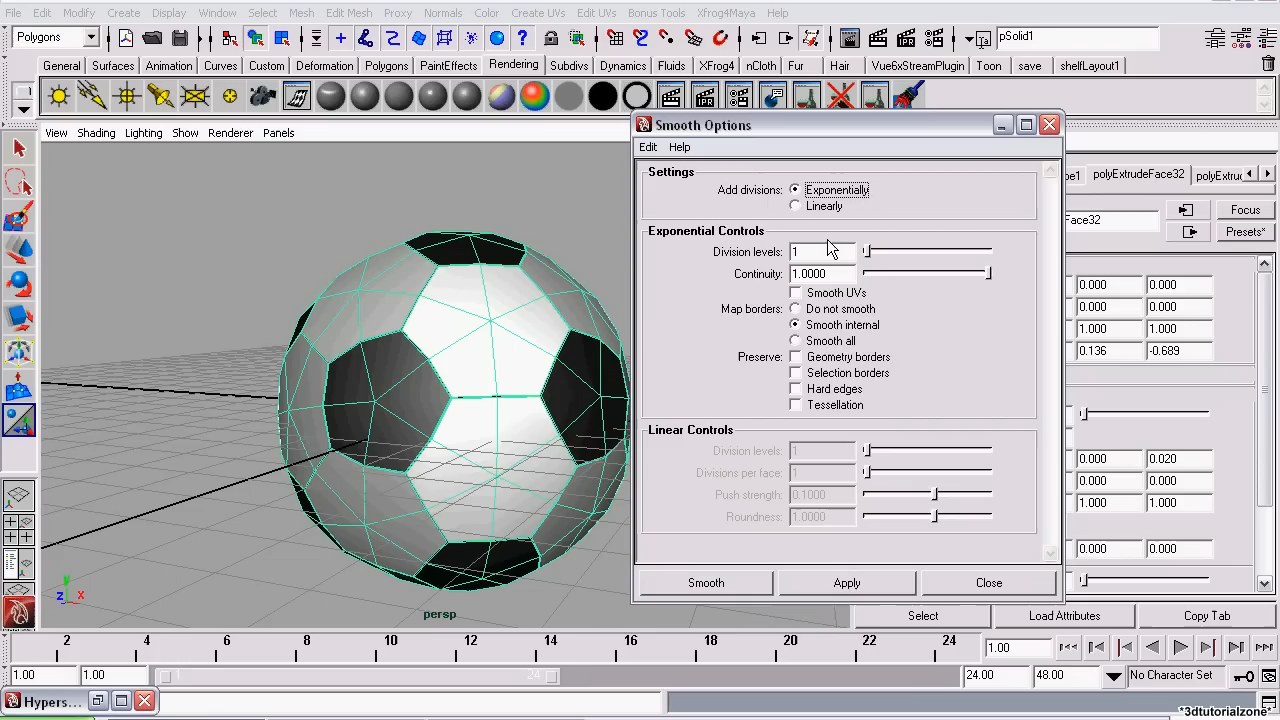 File Edit Modify Create Display Window Select Mesh Edit Mesh Proxy Normals Color Create UVs Edit UVs Bonus Tools Xfrog4Maya Help
Polygons pSolid1
General Surfaces Animation Curves Custom Deformation Polygons PaintEffects Rendering Subdivs Dynamics Fluids XFrog4 nCloth Fur Hair Vue6xStreamPlugin Toon save shelfLayout1
IPR
View Shading Lighting Show Renderer Panels
Smooth Options
Edit Help
Settings
Add divisions: Exponentially
Linearly
Exponential Controls
Division levels: 1
Continuity: 1.0000
Smooth UVs
Map borders: Do not smooth
Smooth internal
Smooth all
Preserve: Geometry borders
Selection borders
Hard edges
Tessellation
Linear Controls
Division levels: 1
Divisions per face: 1
Push strength: 0.1000
Roundness: 1.0000
Smooth Apply Close
polyExtrudeFace32
Face32 Focus
Presets*
0.000 0.000
0.000 0.000
1.000 1.000
0.136 -0.689
0.000 0.020
0.000 0.000
1.000 1.000
0.000 0.000
y
z x
persp
Select Load Attributes Copy Tab
2 4 6 8 10 12 14 16 18 20 22 24 1.00
1.00 1.00 1 24 24.00 48.00 No Character Set
Hypers...
*3dtutorialzone*